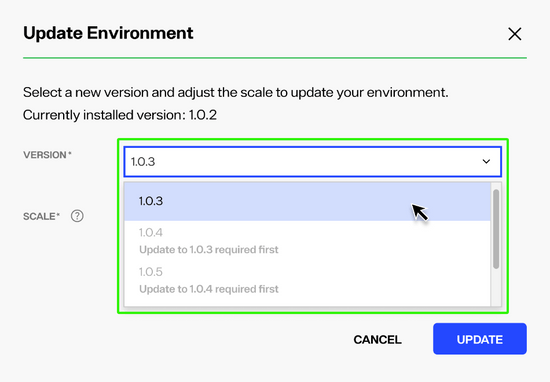 Update Environment
Select a new version and adjust the scale to update your environment.
Currently installed version: 1.0.2
VERSION*
1.0.3
1.0.3
SCALE* ?
1.0.4
Update to 1.0.3 required first
1.0.5
Update to 1.0.4 required first
CANCEL
UPDATE